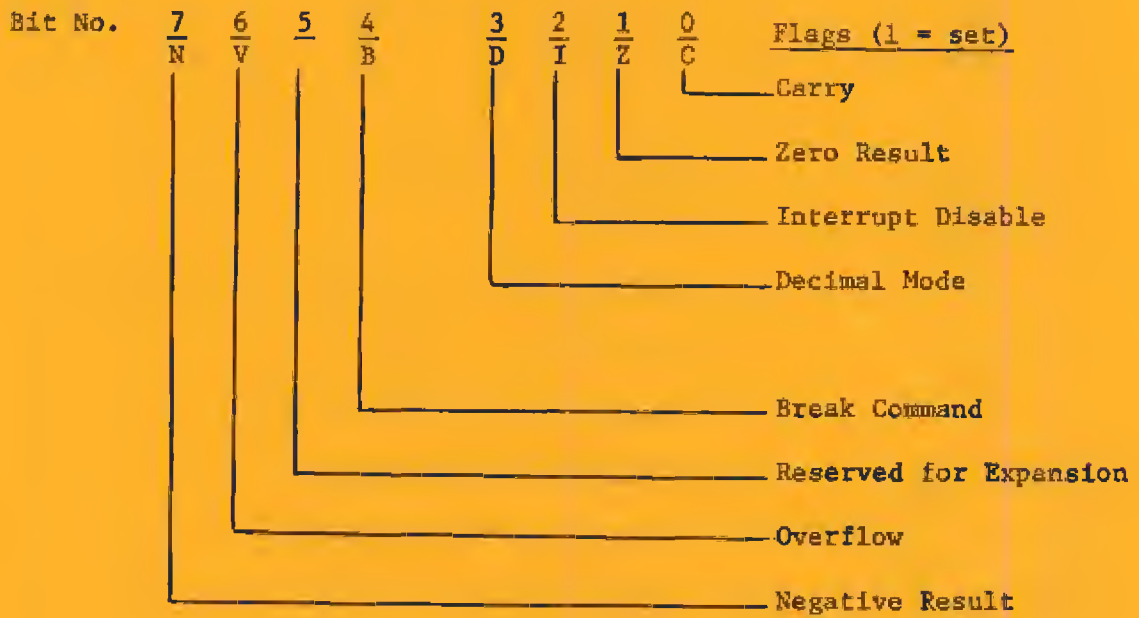 Bit No. 7 6 5 4 3 2 1 0 Flags (1 = set)
N V B D I Z C
Carry
Zero Result
Interrupt Disable
Decimal Mode
Break Command
Reserved for Expansion
Overflow
Negative Result